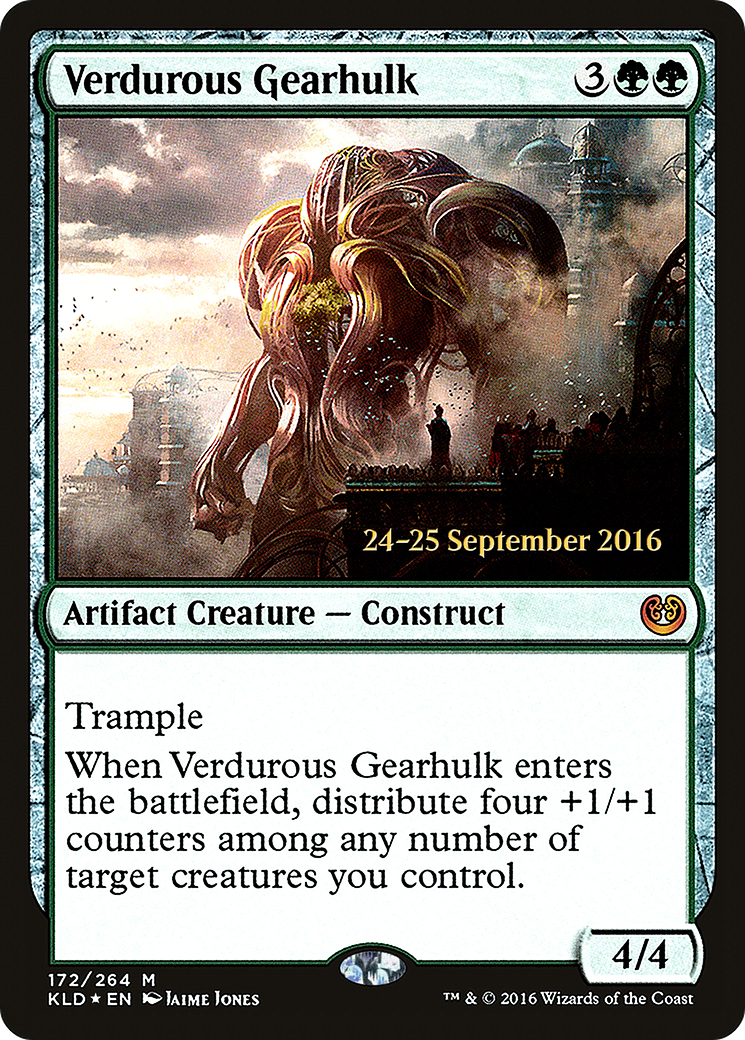 Verdurous Gearhulk 3
24–25 September 2016
Artifact Creature — Construct
Trample
When Verdurous Gearhulk enters
the battlefield, distribute four +1/+1
counters among any number of
target creatures you control.
4/4
172/264 M
KLD ★ EN Jaime Jones
™ & © 2016 Wizards of the Coast